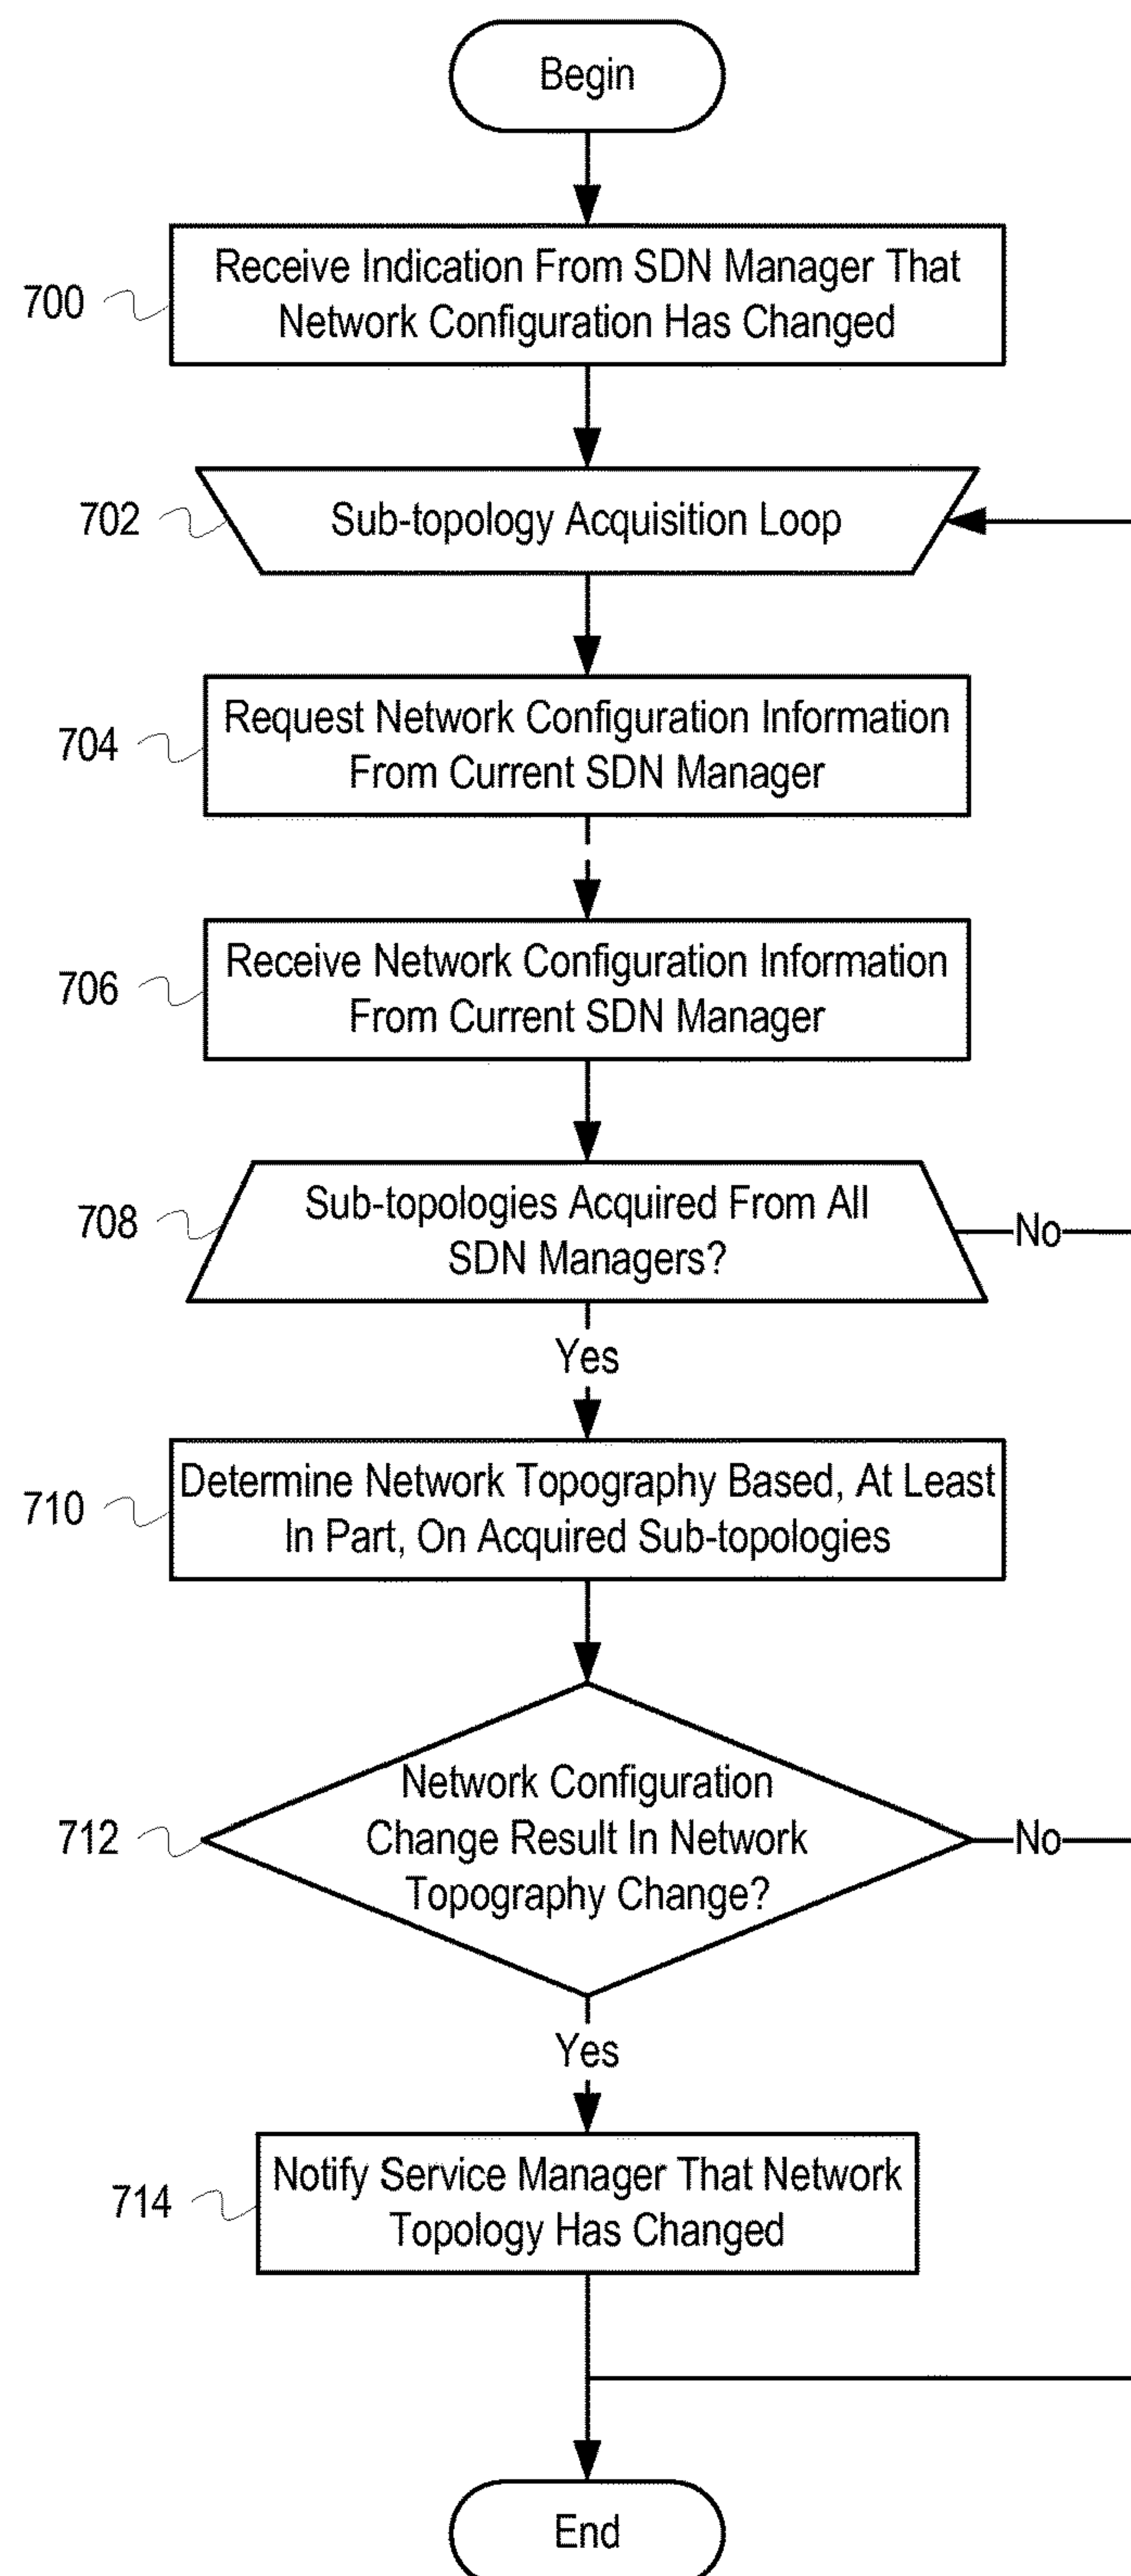 Begin
700
Receive Indication From SDN Manager That
Network Configuration Has Changed
702
Sub-topology Acquisition Loop
704
Request Network Configuration Information
From Current SDN Manager
706
Receive Network Configuration Information
From Current SDN Manager
708
Sub-topologies Acquired From All
SDN Managers?
No
Yes
710
Determine Network Topography Based, At Least
In Part, On Acquired Sub-topologies
712
Network Configuration
Change Result In Network
Topography Change?
No
Yes
714
Notify Service Manager That Network
Topology Has Changed
End